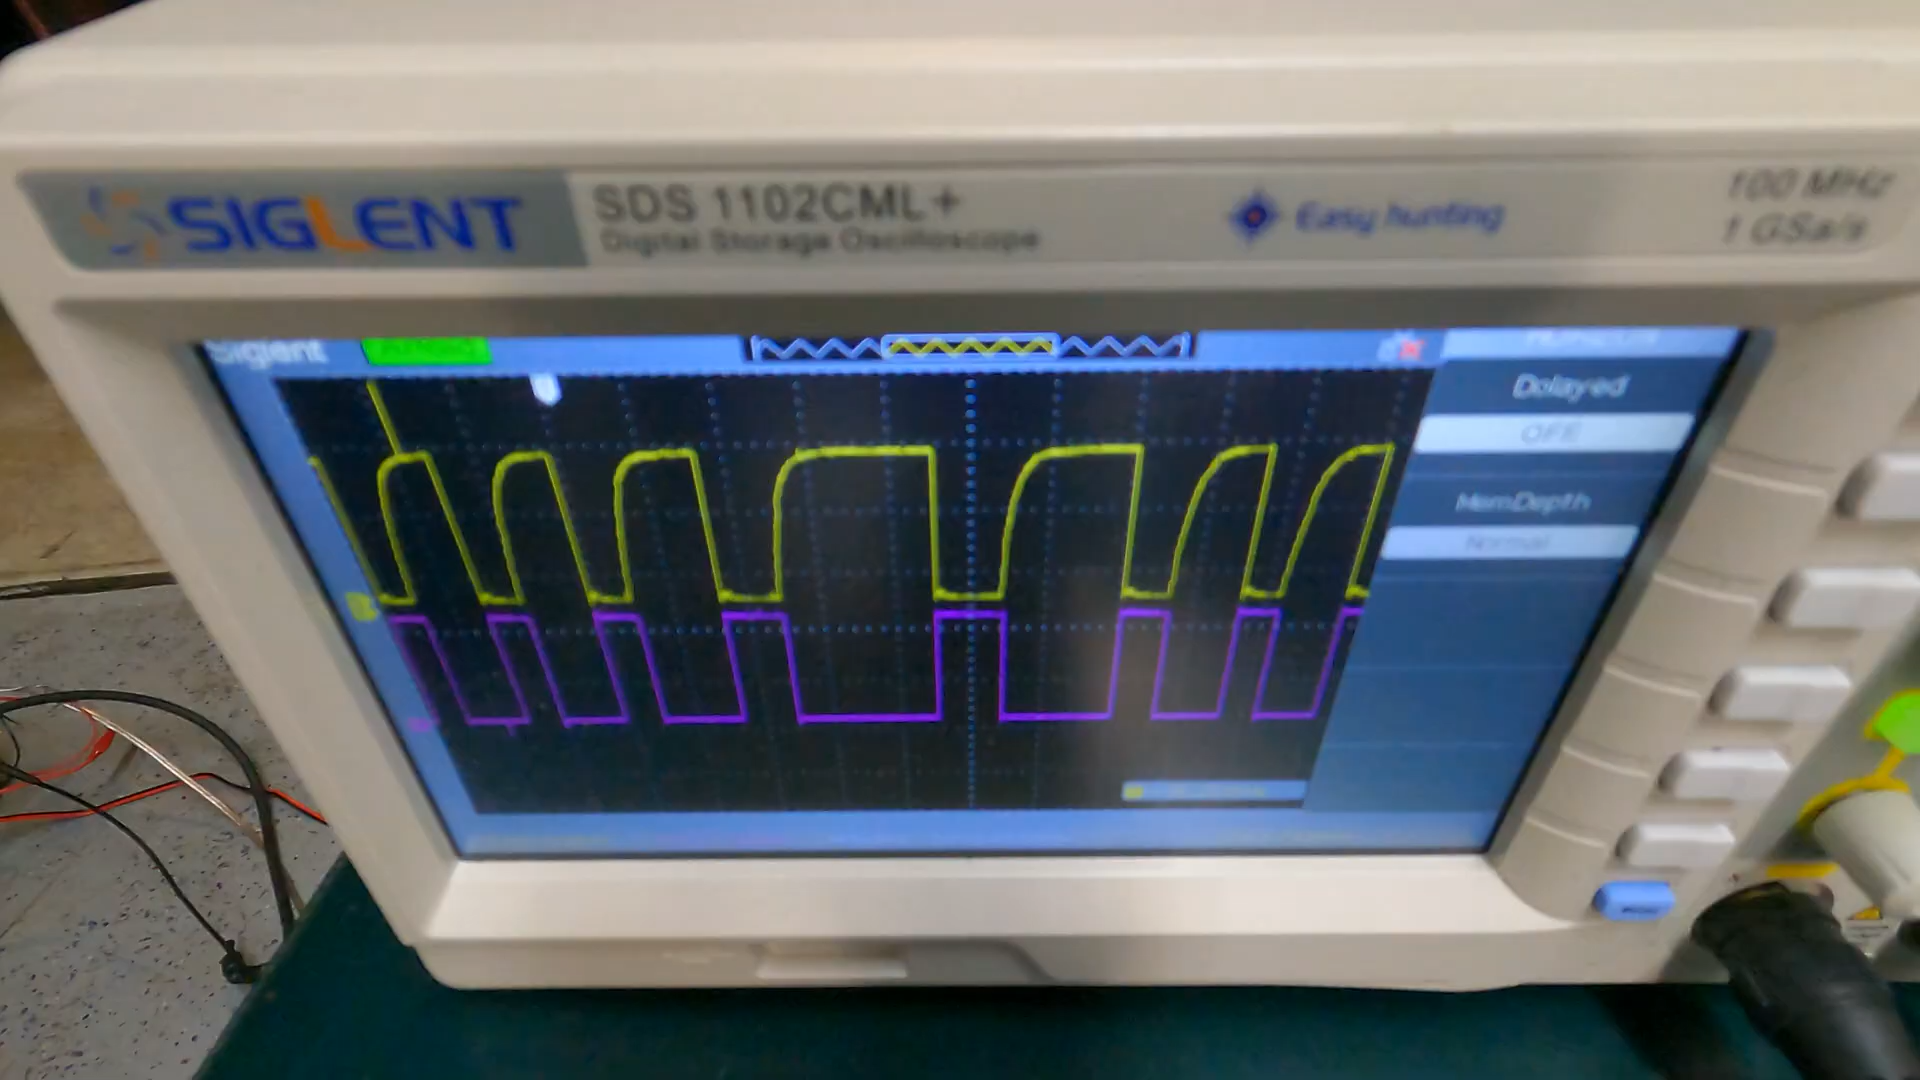 SIGLENT
SDS 1102CML+
Digital Storage Oscilloscope
Easy hunting
100 MHz
1 GSa/s
Siglent
Delayed
OFF
MemDepth
Normal